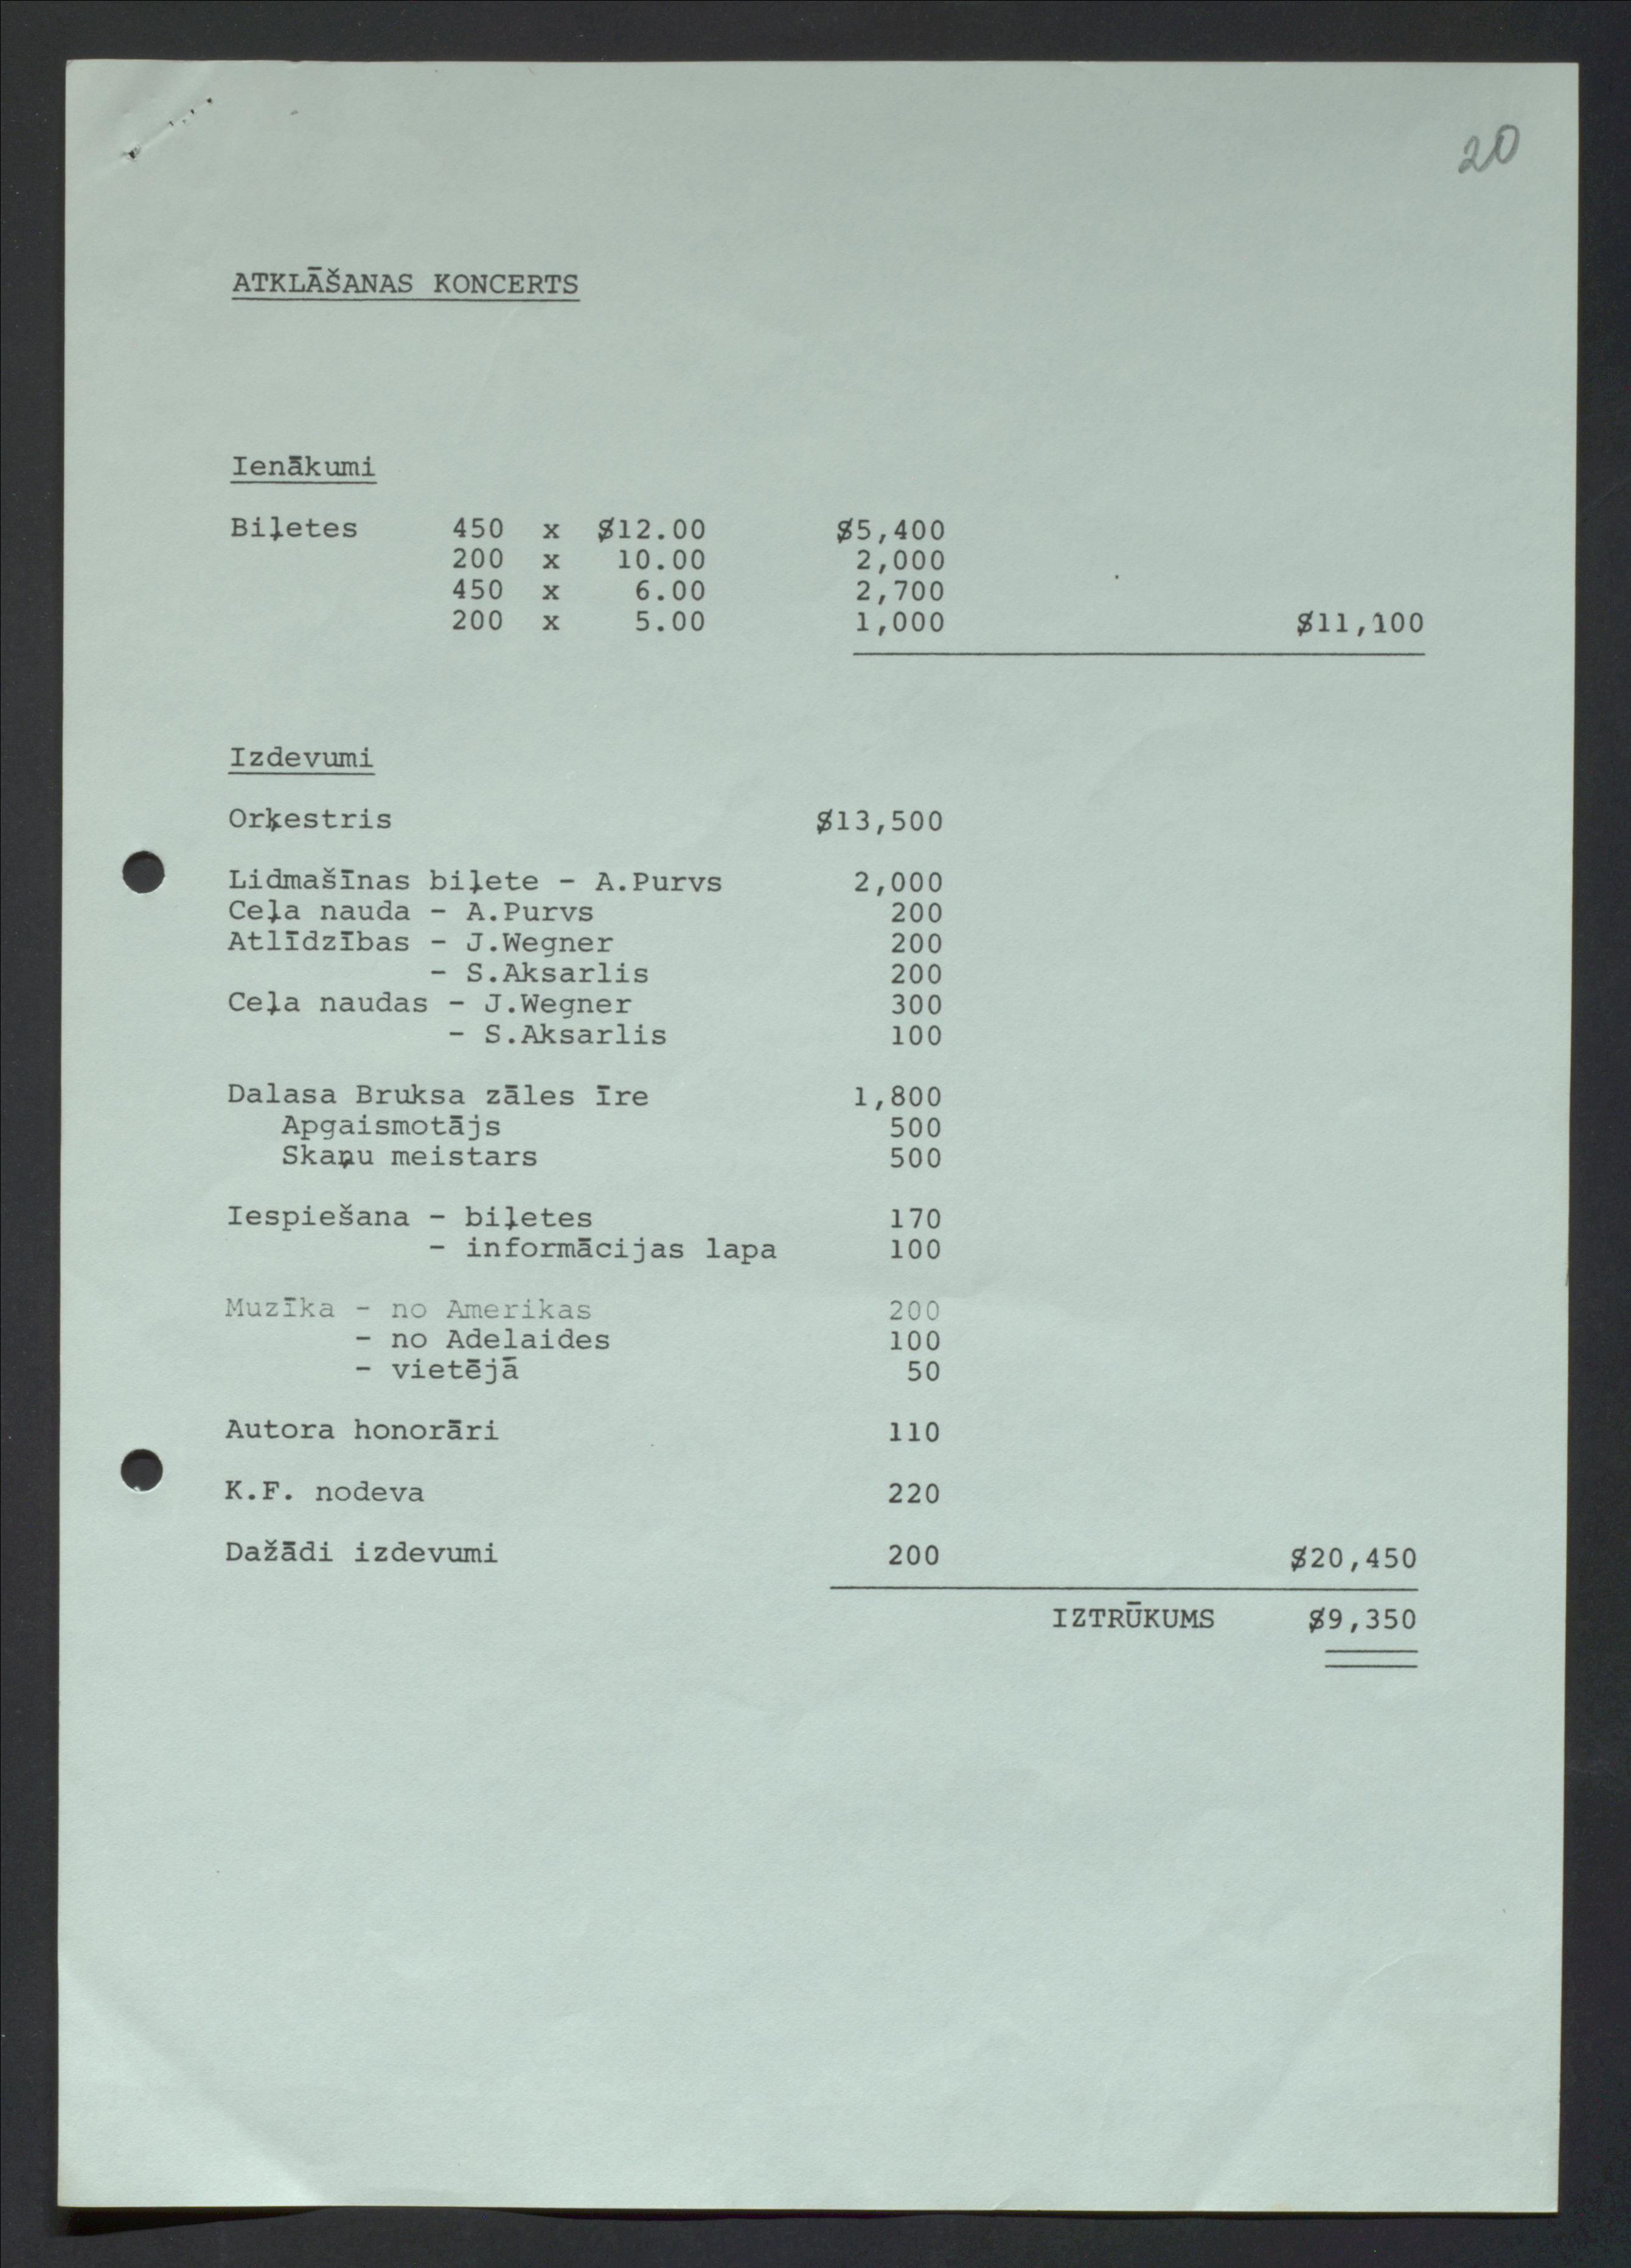 20
ATKLĀŠANAS KONCERTS
Ienākumi
Biļetes 450 x $12.00 $5,400
200 x 10.00 2,000
450 x 6.00 2,700
200 x 5.00 1,000 $11,100
Izdevumi
Orķestris $13,500
Lidmašīnas biļete - A.Purvs 2,000
Ceļa nauda - A.Purvs 200
Atlīdzības - J.Wegner 200
- S.Aksarlis 200
Ceļa naudas - J.Wegner 300
- S.Aksarlis 100
Dalasa Bruksa zāles īre 1,800
Apgaismotājs 500
Skaņu meistars 500
Iespiešana - biļetes 170
- informācijas lapa 100
Muzīka - no Amerikas 200
- no Adelaides 100
- vietējā 50
Autora honorāri 110
K.F. nodeva 220
Dažādi izdevumi 200 $20,450
IZTRŪKUMS $9,350